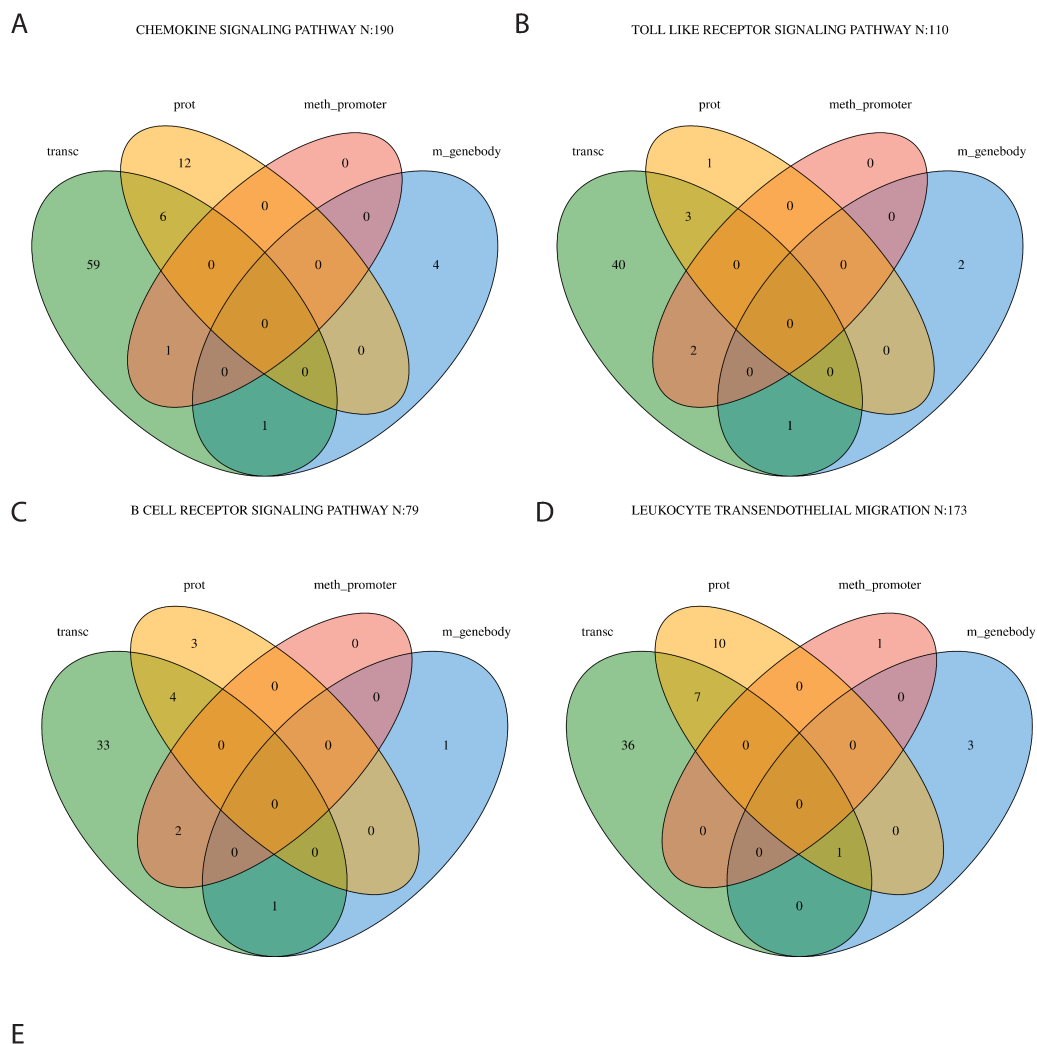 A
CHEMOKINE SIGNALING PATHWAY N:190
prot
meth_promoter
transc
m_genebody
12
0
6
0
0
59
0
0
4
0
1
0
0
0
1
B
TOLL LIKE RECEPTOR SIGNALING PATHWAY N:110
prot
meth_promoter
transc
m_genebody
1
0
3
0
0
40
0
0
2
0
2
0
0
0
1
C
B CELL RECEPTOR SIGNALING PATHWAY N:79
prot
meth_promoter
transc
m_genebody
3
0
4
0
0
33
0
0
1
0
2
0
0
0
1
D
LEUKOCYTE TRANSENDOTHELIAL MIGRATION N:173
prot
meth_promoter
transc
m_genebody
10
1
7
0
0
36
0
0
3
0
0
0
0
1
0
E